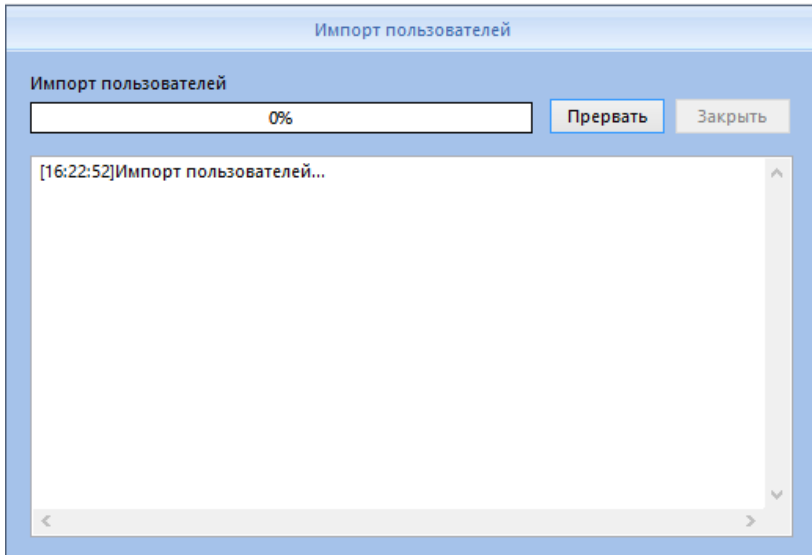 Импорт пользователей
Импорт пользователей
0%
Прервать
Закрыть
[16:22:52]Импорт пользователей...